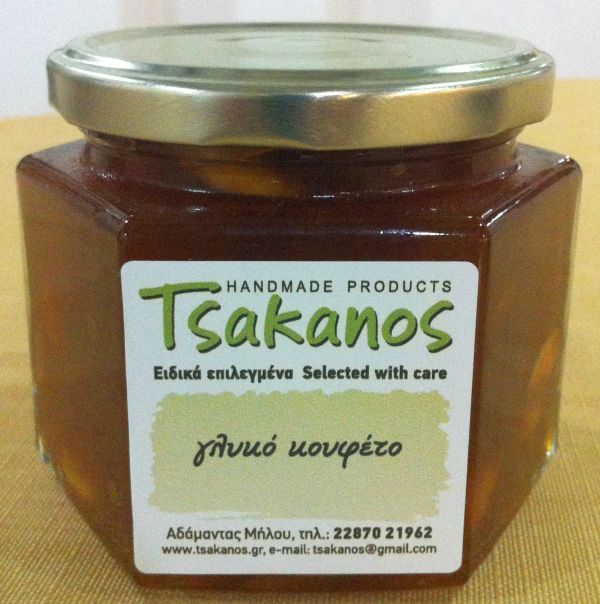 HANDMADE PRODUCTS
Tsakanos
Ειδικά επιλεγμένα Selected with care
γλυκό κουφέτο
Αδάμαντας Μήλου, τηλ.: 22870 21962
www.tsakanos.gr, e-mail: tsakanos@gmail.com